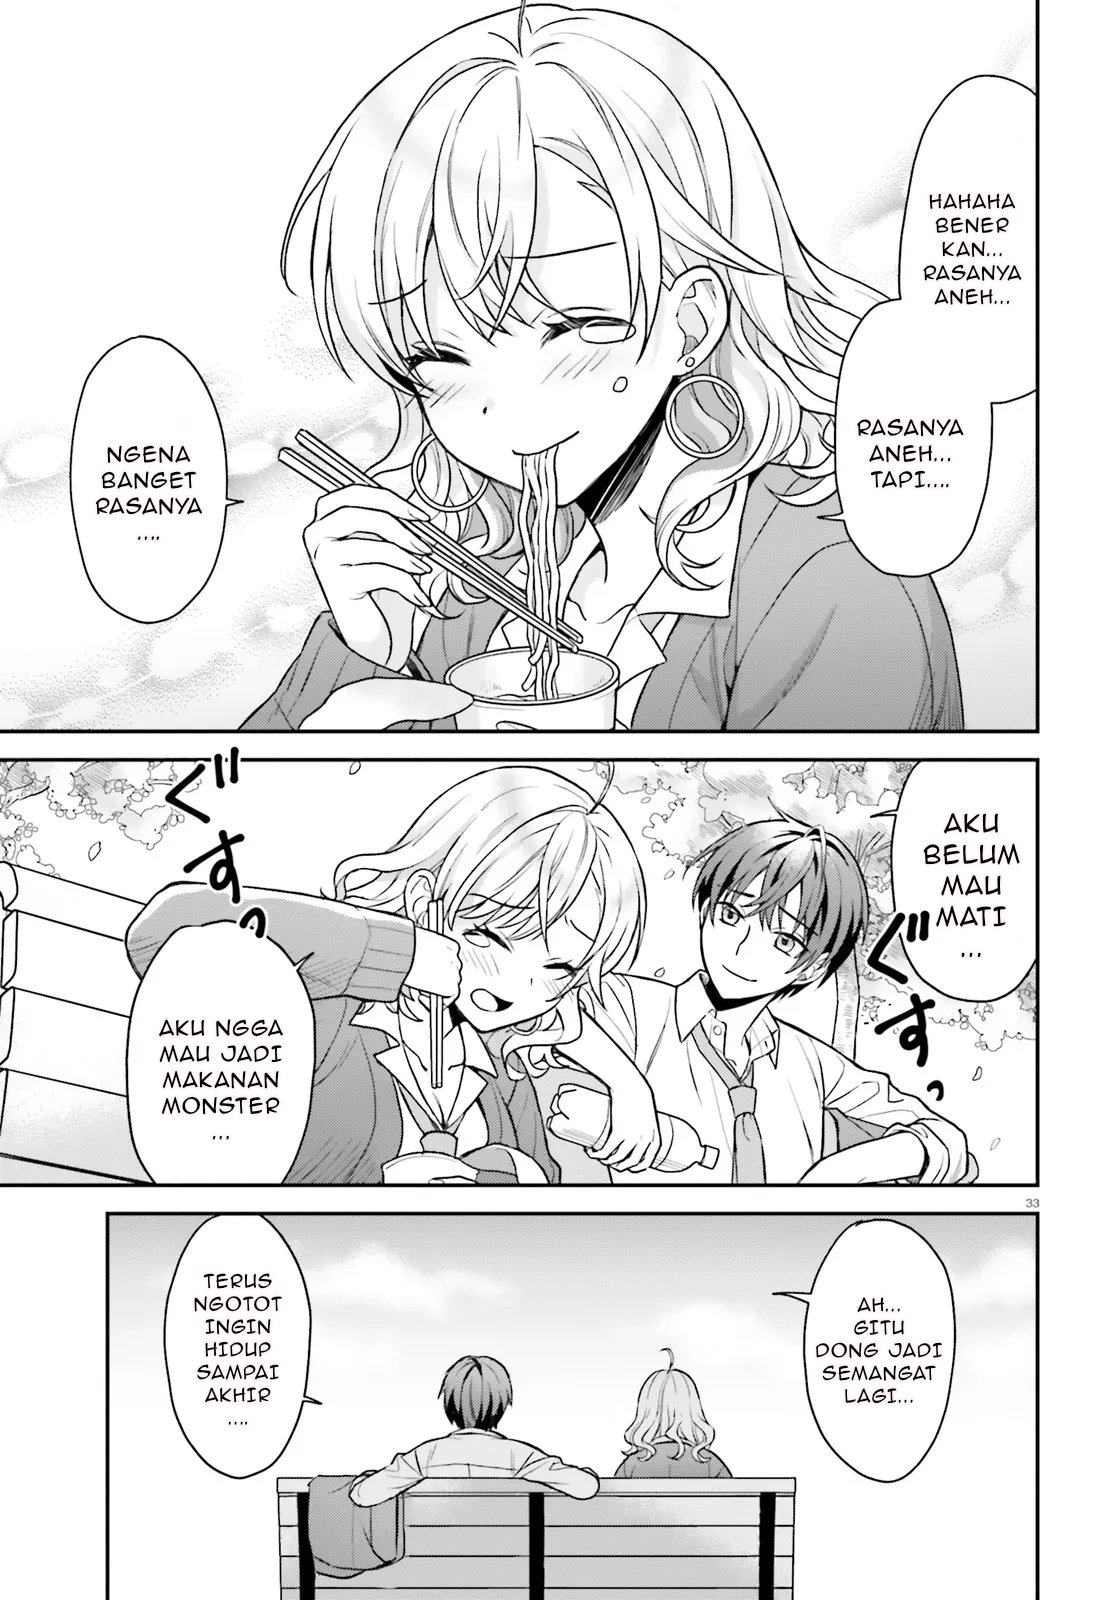 HAHAHA
BENER
KAN...
RASANYA
ANEH...
RASANYA
ANEH...
TAPI....
NGENA
BANGET
RASANYA
....
AKU
BELUM
MAU
MATI
...
ぐす
ぐす
AKU NGGA
MAU JADI
MAKANAN
MONSTER
...
33
AH...
GITU
DONG JADI
SEMANGAT
LAGI...
TERUS
NGOTOT
INGIN
HIDUP
SAMPAI
AKHIR
....